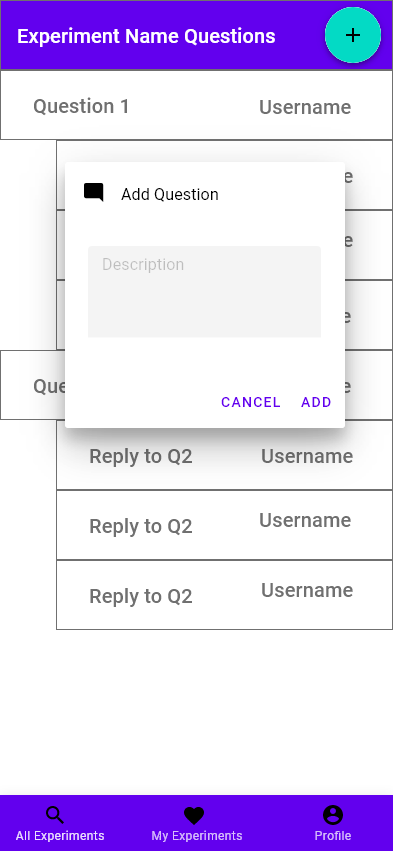 Experiment Name Questions
Question 1 Username
e
Add Question
e
Description
e
Que e
CANCEL ADD
Reply to Q2 Username
Reply to Q2 Username
Reply to Q2 Username
All Experiments My Experiments Profile